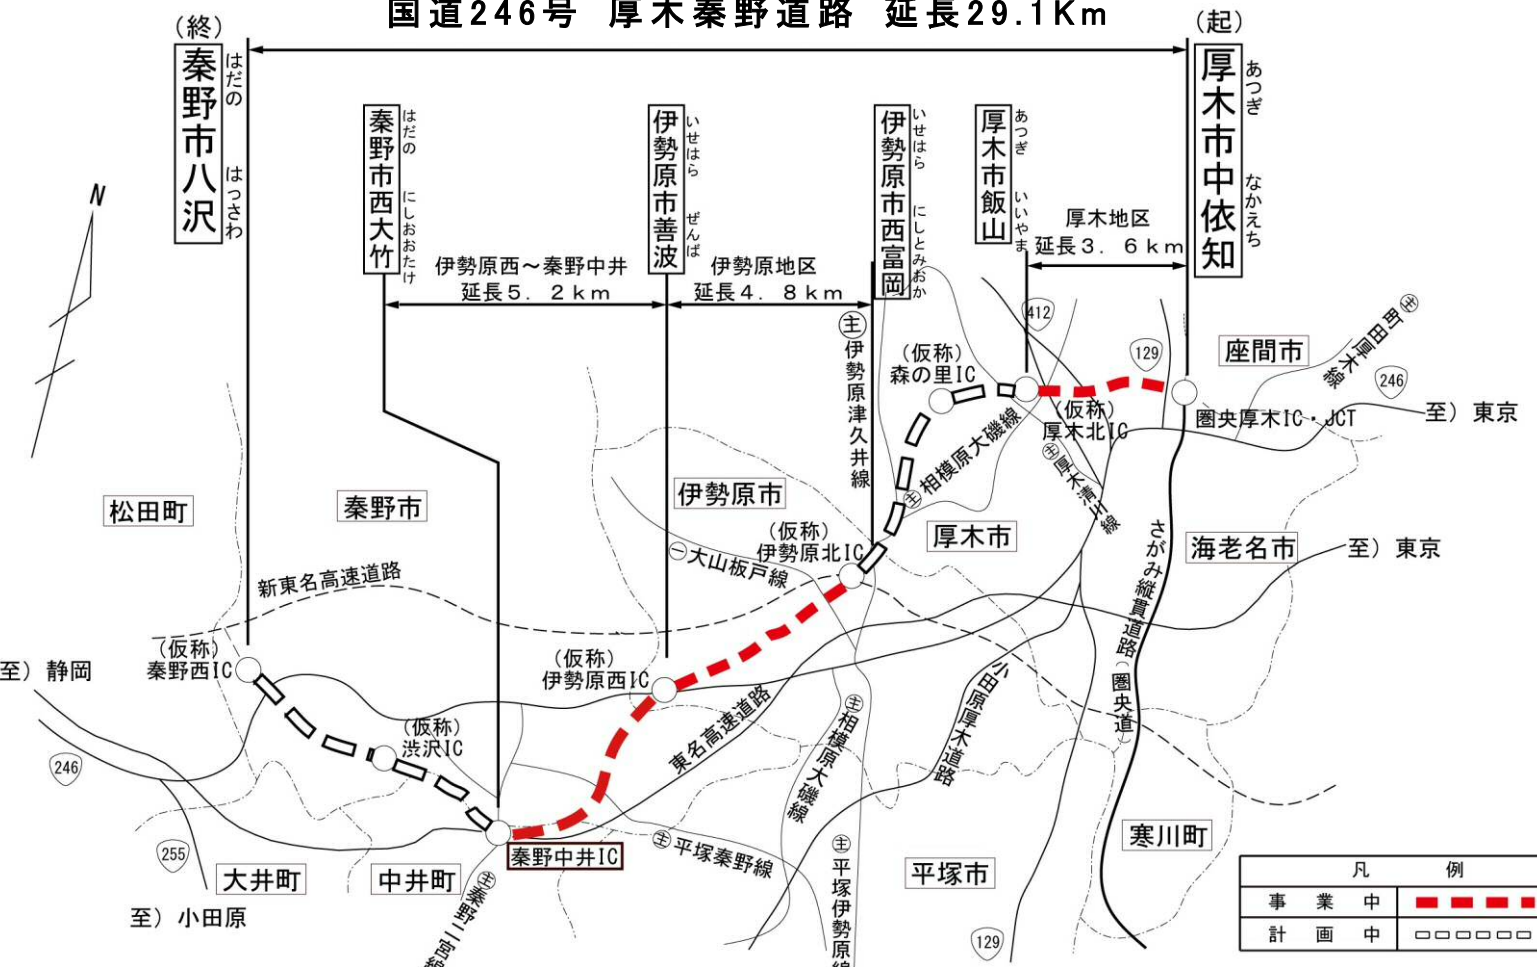 国道246号 厚木秦野道路 延長29.1Km
(終)
秦野市八沢
はだの はっさわ
秦野市西大竹
はだの にしおおたけ
伊勢原市善波
いせはら ぜんば
伊勢原市西富岡
いせはら にしとみおか
厚木市飯山
あつぎ いいやま
(起)
厚木市中依知
あつぎ なかえち
N
伊勢原西～秦野中井
延長5.2km
伊勢原地区
延長4.8km
厚木地区
延長3.6km
主 伊勢原津久井線
(仮称)
森の里IC
412
129
座間市
主 町田厚木線
246
至）東京
圏央厚木IC・JCT
(仮称)
厚木北IC
主 相模原大磯線
主 厚木清川線
松田町
秦野市
伊勢原市
(仮称)
伊勢原北IC
一 大山板戸線
厚木市
海老名市
至）東京
さがみ縦貫道路(圏央道)
新東名高速道路
(仮称)
秦野西IC
至）静岡
(仮称)
伊勢原西IC
(仮称)
渋沢IC
246
東名高速道路
主 相模原大磯線
小田原厚木道路
255
大井町
中井町
秦野中井IC
主 平塚秦野線
主 平塚伊勢原線
平塚市
寒川町
至）小田原
主 秦野二宮線
129
凡例
事業中
計画中